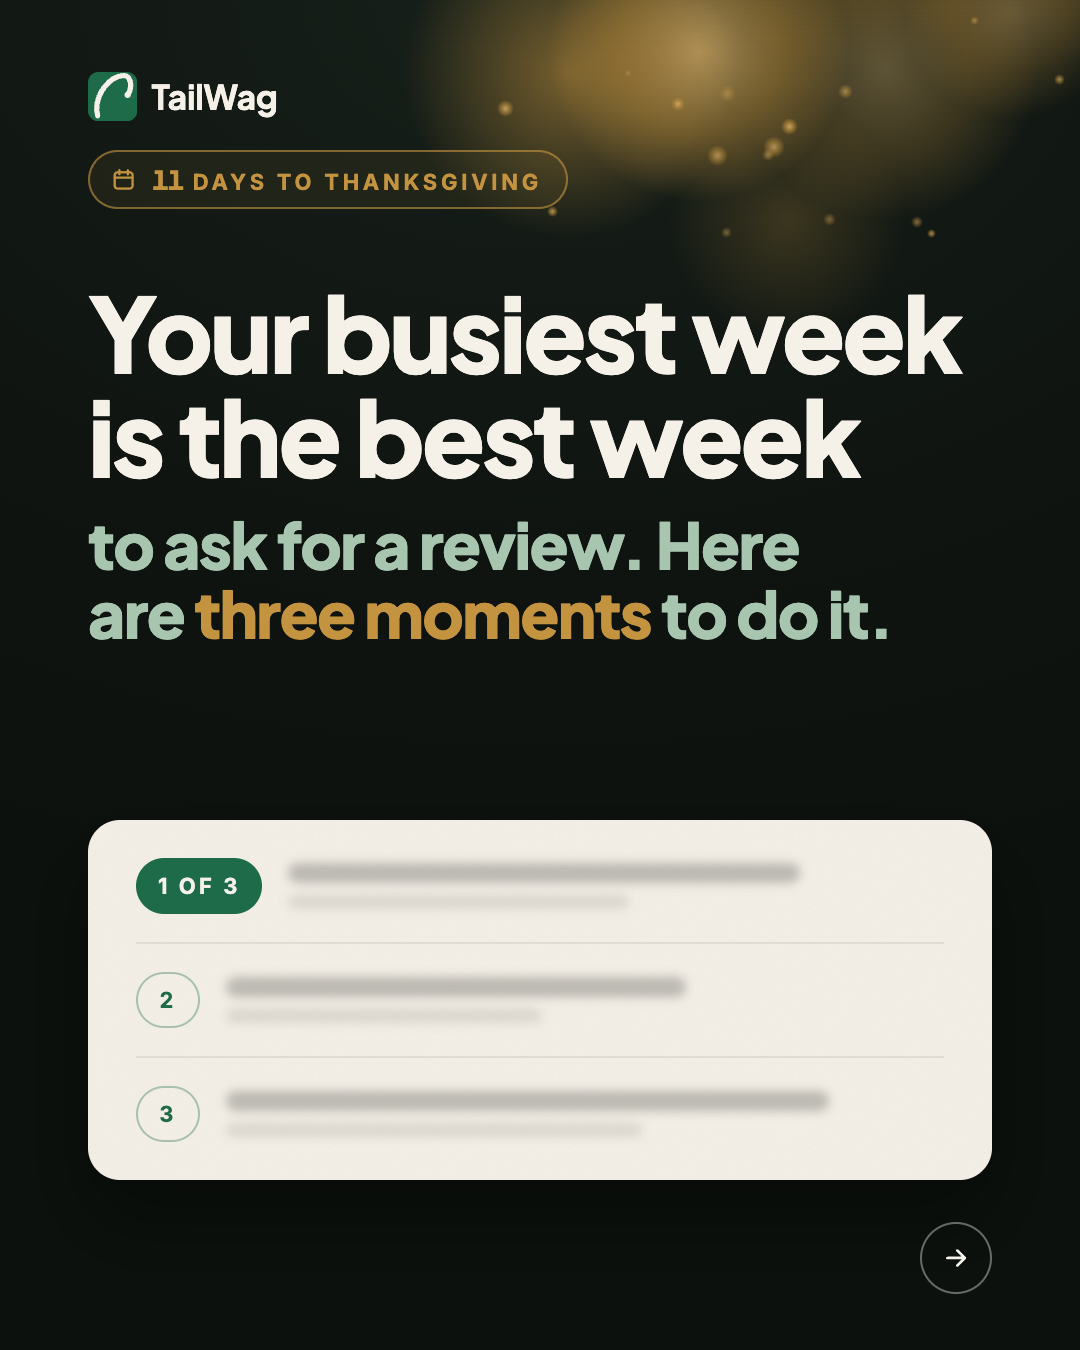 TailWag
11 DAYS TO THANKSGIVING
Your busiest week
is the best week
to ask for a review. Here
are three moments to do it.
1 OF 3
2
3